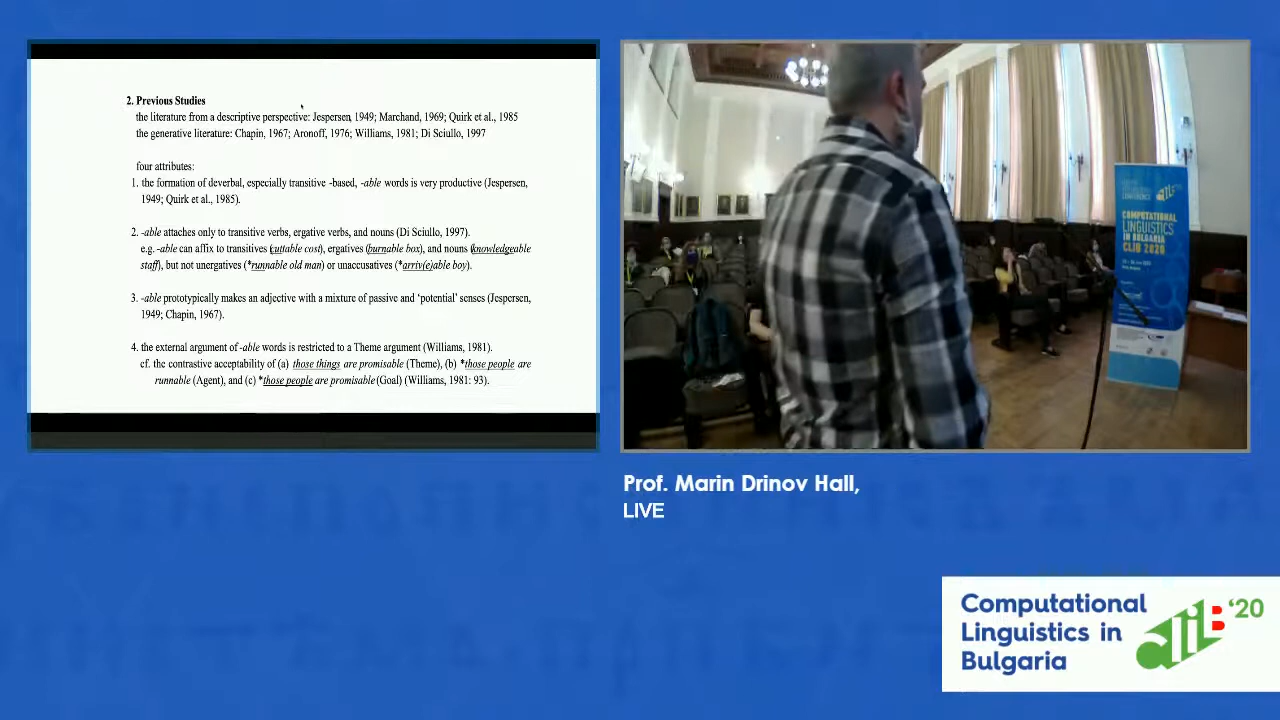 2. Previous Studies
the literature from a descriptive perspective: Jespersen, 1949; Marchand, 1969; Quirk et al., 1985
the generative literature: Chapin, 1967; Aronoff, 1976; Williams, 1981; Di Sciullo, 1997
four attributes:
1. the formation of deverbal, especially transitive -based, -able words is very productive (Jespersen,
1949; Quirk et al., 1985).
2. -able attaches only to transitive verbs, ergative verbs, and nouns (Di Sciullo, 1997).
e.g. -able can affix to transitives (cuttable cost), ergatives (burnable box), and nouns (knowledgeable
staff), but not unergatives (*runnable old man) or unaccusatives (*arriv(e)able boy).
3. -able prototypically makes an adjective with a mixture of passive and ‘potential’ senses (Jespersen,
1949; Chapin, 1967).
4. the external argument of -able words is restricted to a Theme argument (Williams, 1981).
cf. the contrastive acceptability of (a) those things are promisable (Theme), (b) *those people are
runnable (Agent), and (c) *those people are promisable (Goal) (Williams, 1981: 93).
COMPUTATIONAL
LINGUISTICS
IN BULGARIA
CLIB 2020
Prof. Marin Drinov Hall,
LIVE
Computational
Linguistics in
Bulgaria
CLIB '20